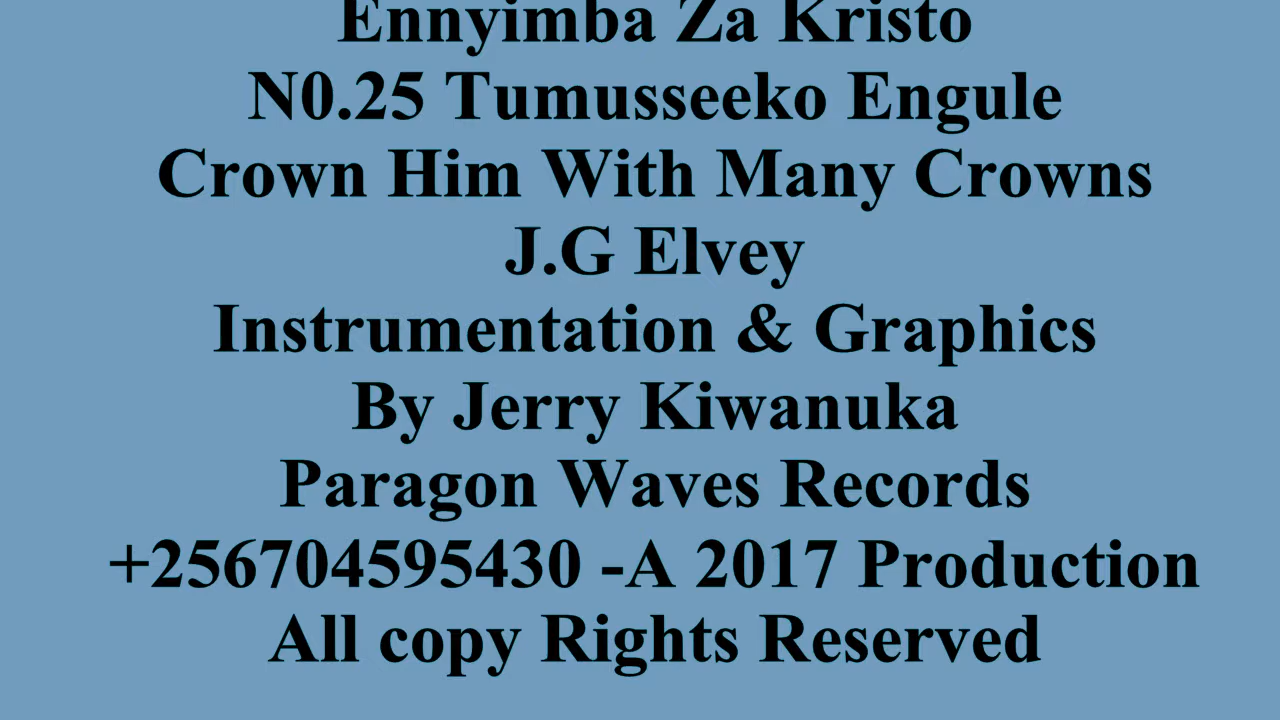 Ennyimba Za Kristo
N0.25 Tumusseeko Engule
Crown Him With Many Crowns
J.G Elvey
Instrumentation & Graphics
By Jerry Kiwanuka
Paragon Waves Records
+256704595430 -A 2017 Production
All copy Rights Reserved